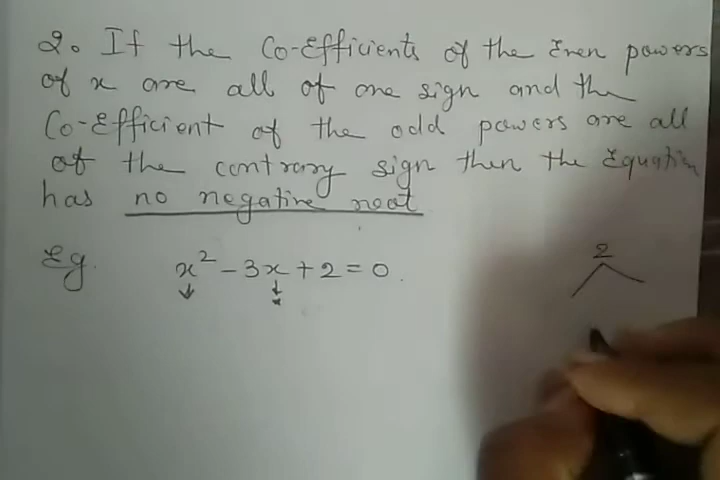 2. If the Co-Efficients of the Even powers
of x are all of one sign and the
Co-Efficient of the odd powers are all
of the contrary sign then the Equation
has no negative root
Eg. x² - 3x + 2 = 0.
2